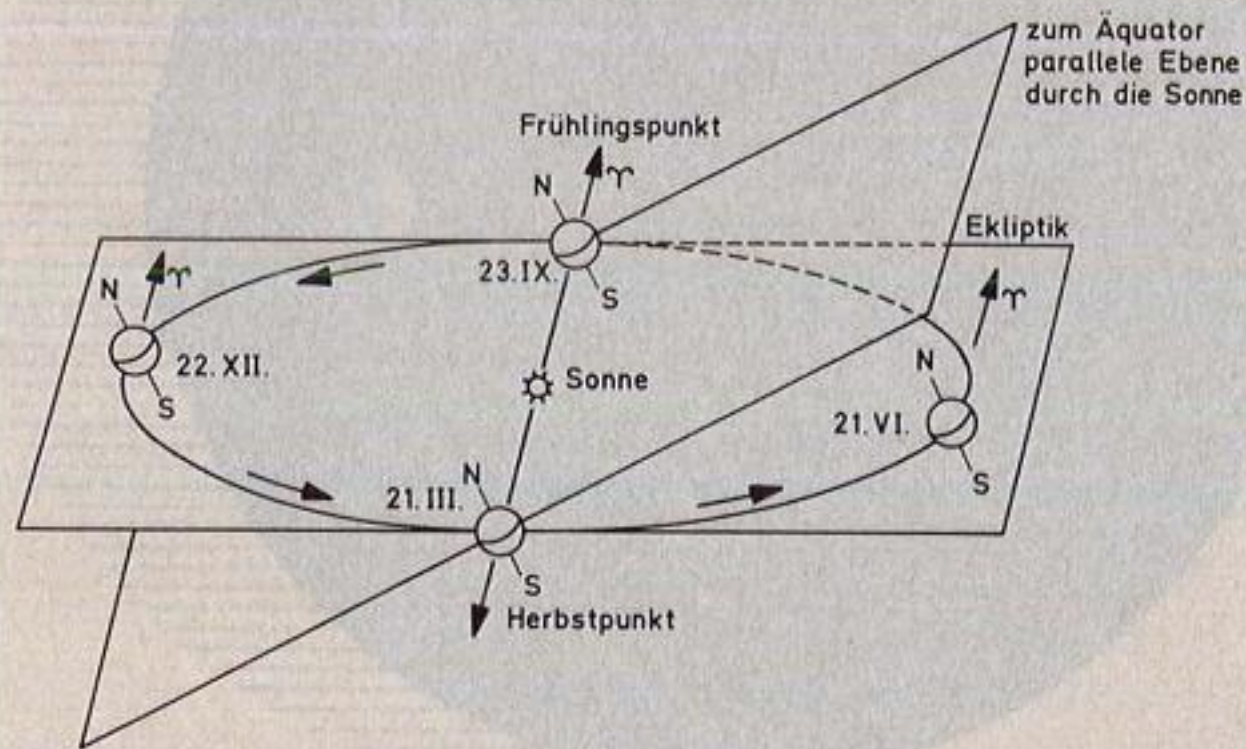 zum Äquator
parallele Ebene
durch die Sonne
Frühlingspunkt
N
♈
Ekliptik
23.IX.
S
N
♈
♈
22.XII.
S
Sonne
N
21.VI.
S
N
21.III.
S
Herbstpunkt